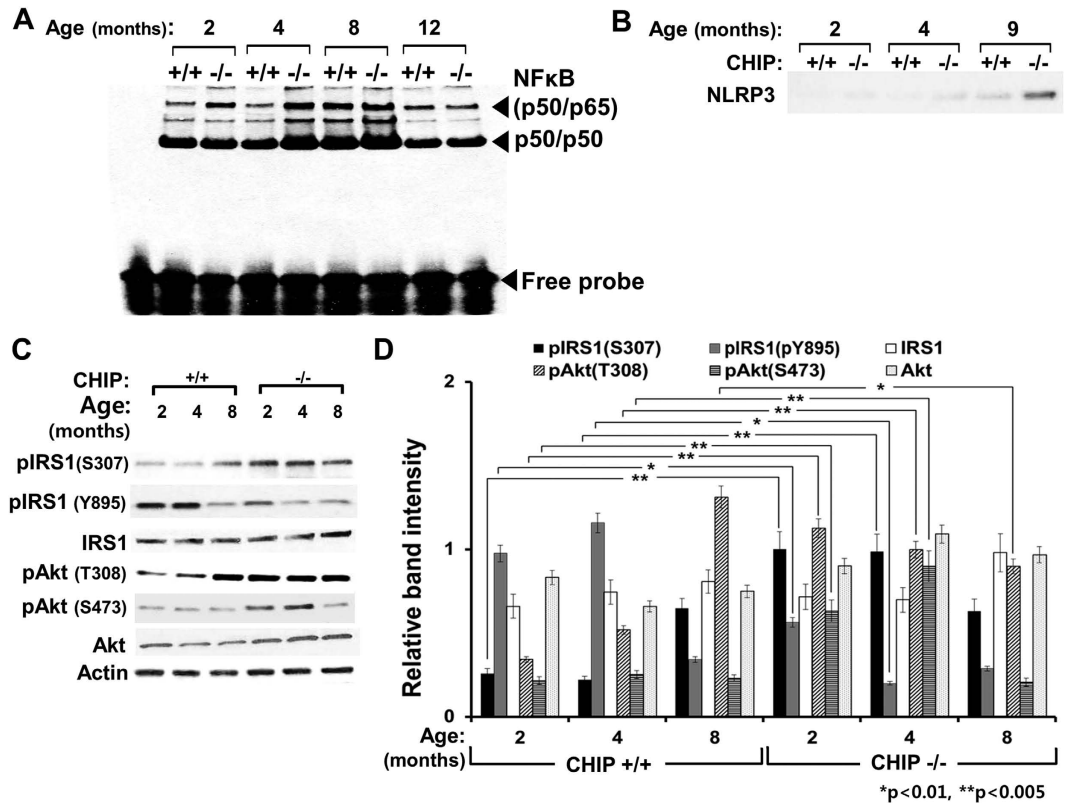 A
Age (months): 2 4 8 12
+/+ -/- +/+ -/- +/+ -/- +/+ -/-
NFκB
(p50/p65)
p50/p50
Free probe
B
Age (months): 2 4 9
CHIP: +/+ -/- +/+ -/- +/+ -/-
NLRP3
C
CHIP: +/+ -/-
Age: 2 4 8 2 4 8
(months)
pIRS1(S307)
pIRS1 (Y895)
IRS1
pAkt (T308)
pAkt (S473)
Akt
Actin
D
pIRS1(S307) pIRS1(pY895) IRS1
pAkt(T308) pAkt(S473) Akt
Relative band intensity
2
1
0
*
**
**
*
**
**
**
*
**
Age: 2 4 8 2 4 8
(months) CHIP +/+ CHIP -/-
*p<0.01, **p<0.005